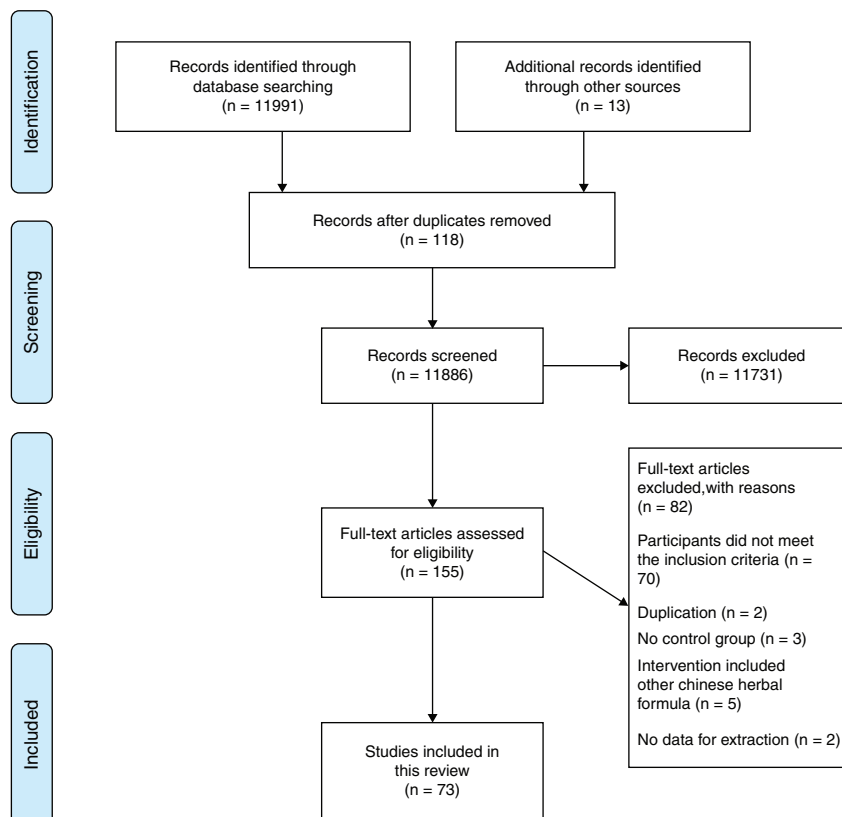 Identification
Records identified through
database searching
(n = 11991)
Additional records identified
through other sources
(n = 13)
Records after duplicates removed
(n = 118)
Screening
Records screened
(n = 11886)
Records excluded
(n = 11731)
Eligibility
Full-text articles assessed
for eligibility
(n = 155)
Full-text articles
excluded,with reasons
(n = 82)
Participants did not meet
the inclusion criteria (n =
70)
Duplication (n = 2)
No control group (n = 3)
Intervention included
other chinese herbal
formula (n = 5)
No data for extraction (n = 2)
Included
Studies included in
this review
(n = 73)